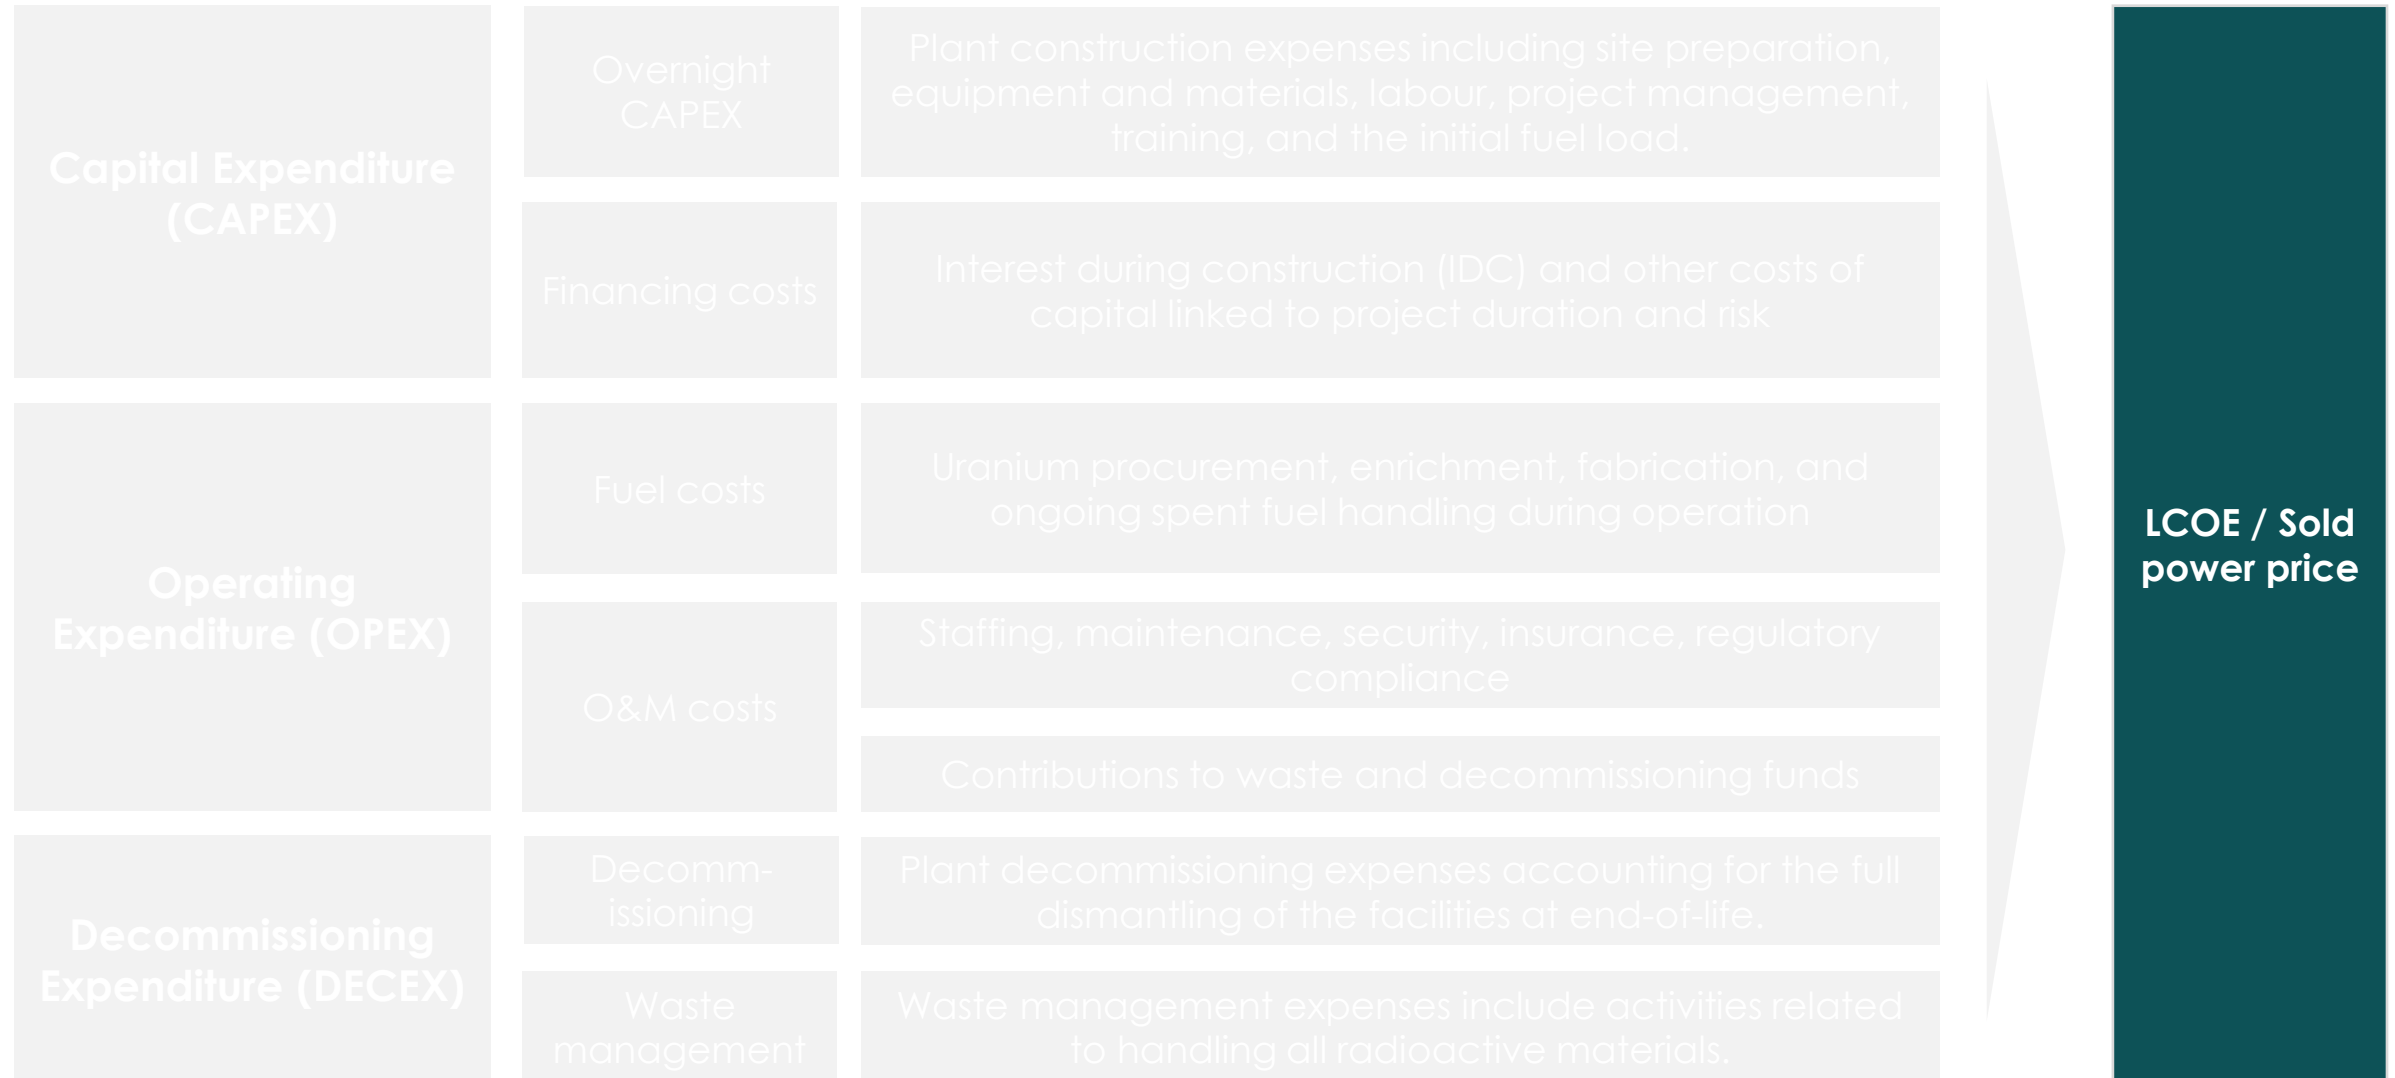 Capital Expenditure
(CAPEX)
Overnight
CAPEX
Plant construction expenses including site preparation,
equipment and materials, labour, project management,
training, and the initial fuel load.
Financing costs
Interest during construction (IDC) and other costs of
capital linked to project duration and risk
Operating
Expenditure (OPEX)
Fuel costs
Uranium procurement, enrichment, fabrication, and
ongoing spent fuel handling during operation
O&M costs
Staffing, maintenance, security, insurance, regulatory
compliance
Contributions to waste and decommissioning funds
Decommissioning
Expenditure (DECEX)
Decomm-
issioning
Plant decommissioning expenses accounting for the full
dismantling of the facilities at end-of-life.
Waste
management
Waste management expenses include activities related
to handling all radioactive materials.
LCOE / Sold
power price